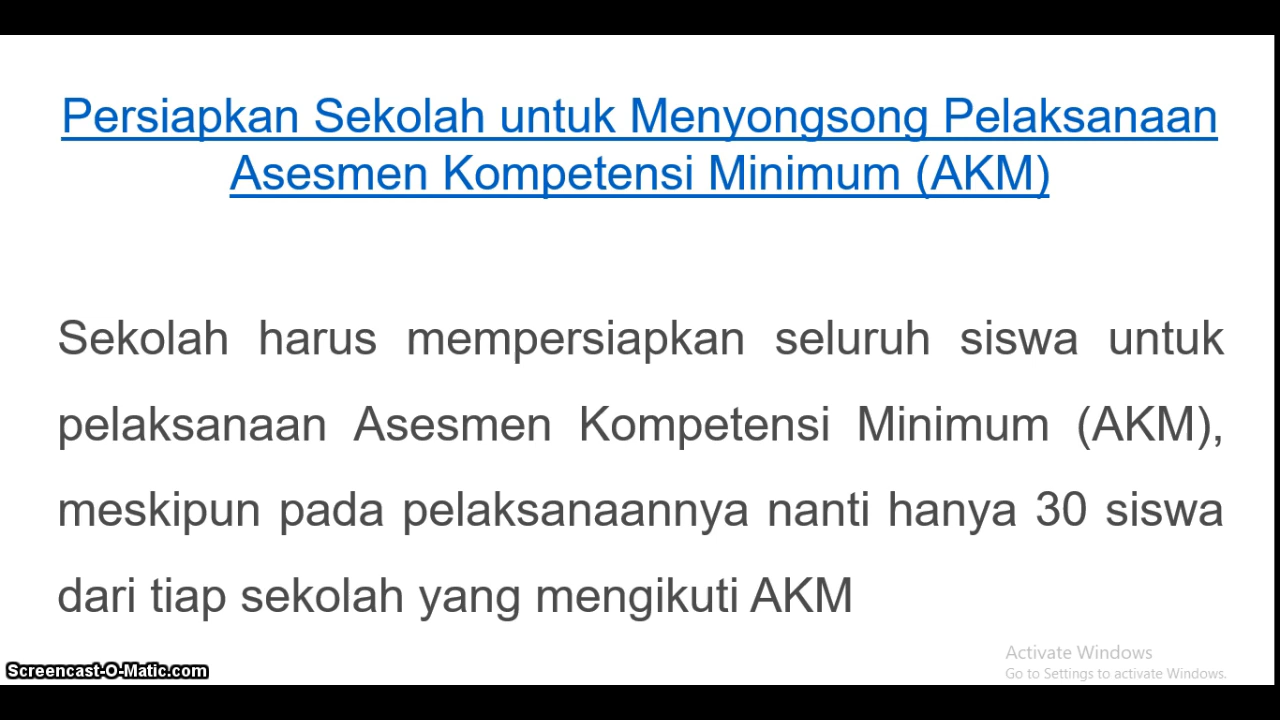 Persiapkan Sekolah untuk Menyongsong Pelaksanaan
Asesmen Kompetensi Minimum (AKM)
Sekolah harus mempersiapkan seluruh siswa untuk
pelaksanaan Asesmen Kompetensi Minimum (AKM),
meskipun pada pelaksanaannya nanti hanya 30 siswa
dari tiap sekolah yang mengikuti AKM
Activate Windows
Go to Settings to activate Windows.
Screencast-O-Matic.com